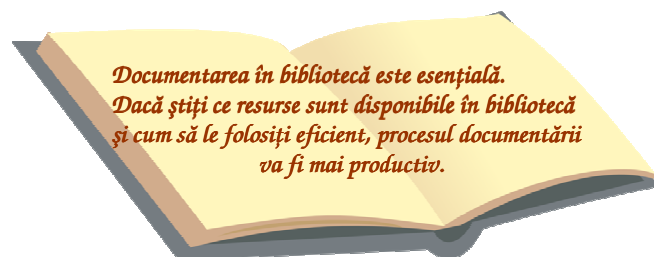 Documentarea în bibliotecă este esenţială.
Dacă ştiţi ce resurse sunt disponibile în bibliotecă
şi cum să le folosiţi eficient, procesul documentării
va fi mai productiv.